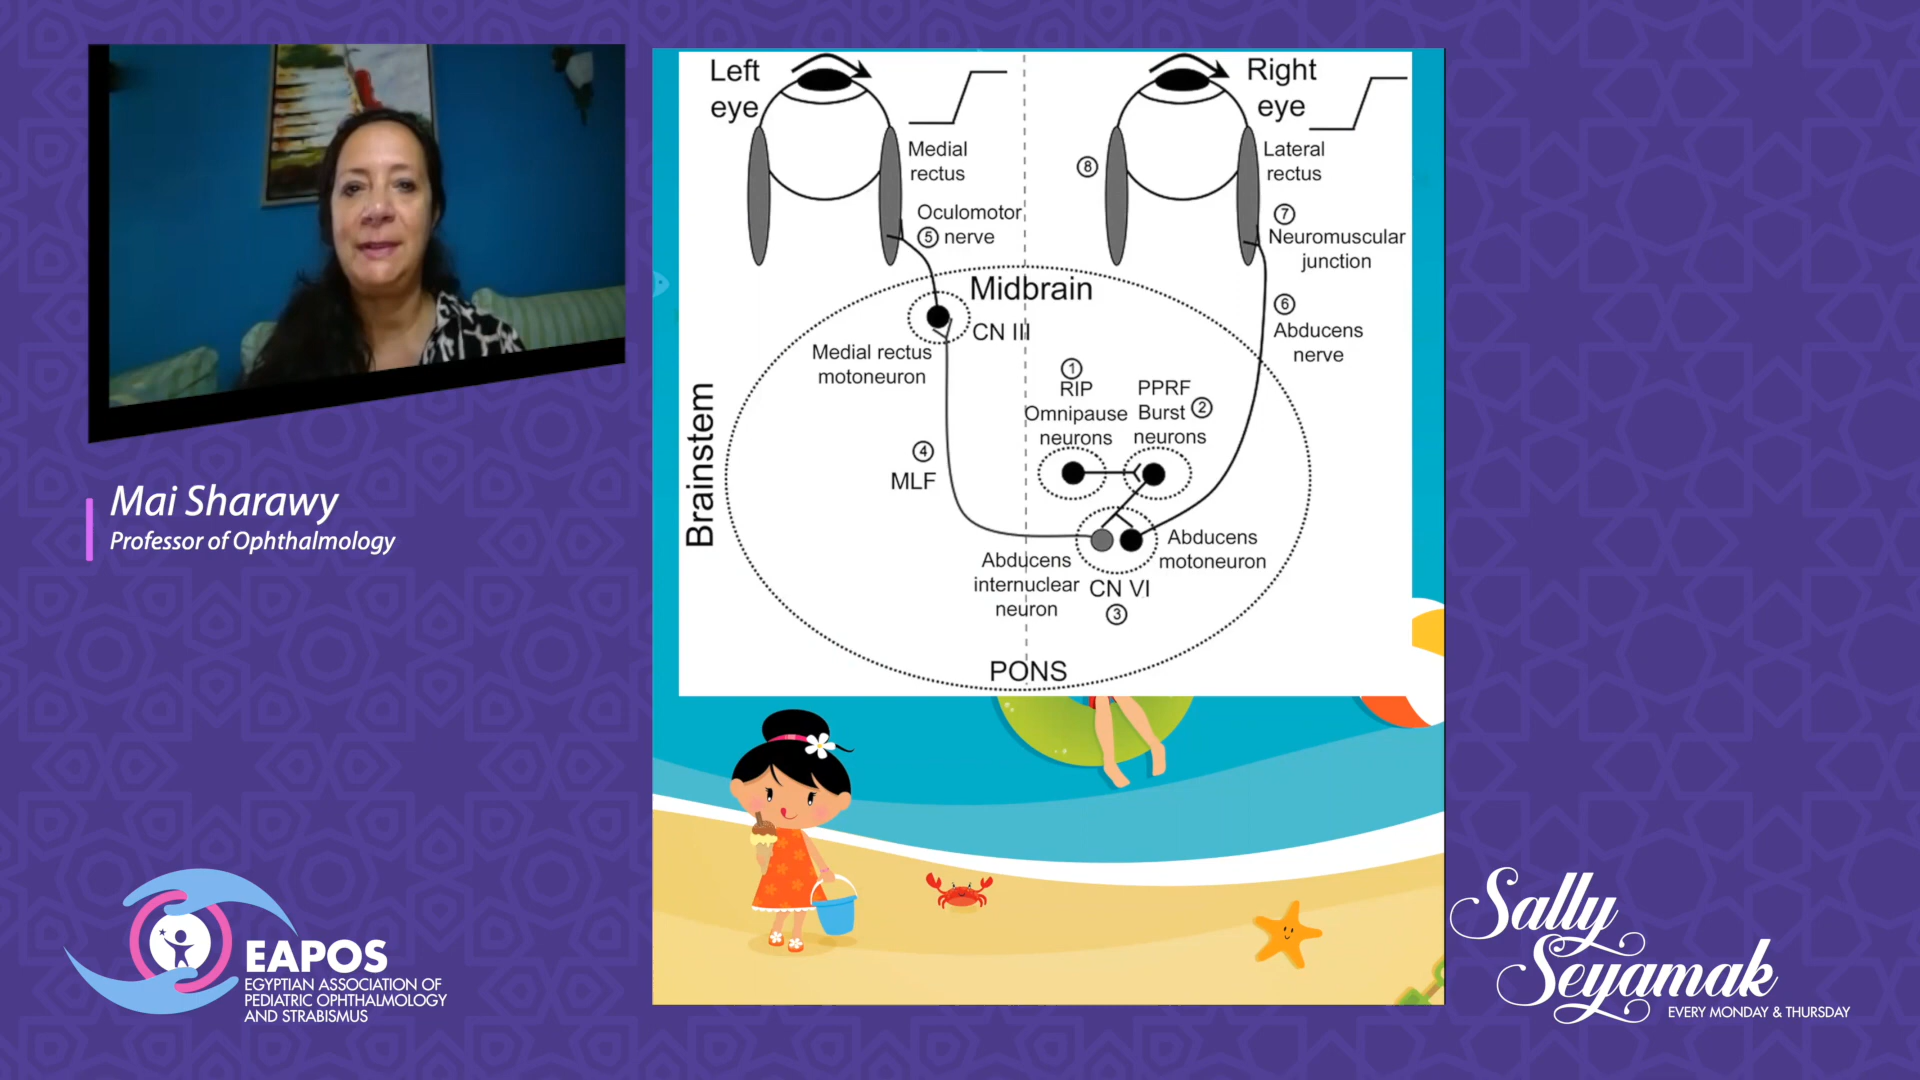 Mai Sharawy
Professor of Ophthalmology
EAPOS
EGYPTIAN ASSOCIATION OF
PEDIATRIC OPHTHALMOLOGY
AND STRABISMUS
Left
eye
Right
eye
Medial
rectus
⑧
Lateral
rectus
Oculomotor
⑤ nerve
⑦
Neuromuscular
junction
Midbrain
CN III
⑥
Abducens
nerve
Medial rectus
motoneuron
①
RIP
Omnipause
neurons
PPRF
Burst ②
neurons
Brainstem
④
MLF
Abducens
internuclear
neuron
Abducens
motoneuron
CN VI
③
PONS
Sally
Seyamak
EVERY MONDAY & THURSDAY